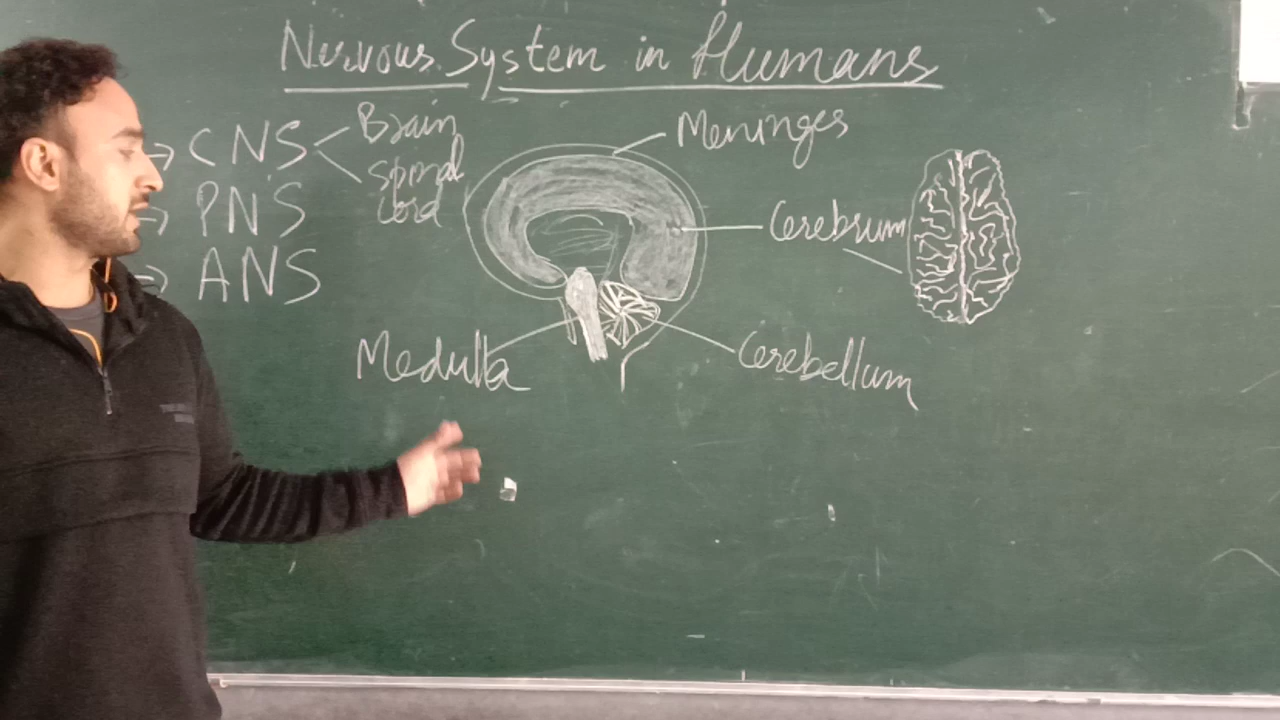 Nervous System in Humans
→ CNS
Brain
Spinal
Cord
→ PNS
→ ANS
Meninges
Cerebrum
Medulla
Cerebellum